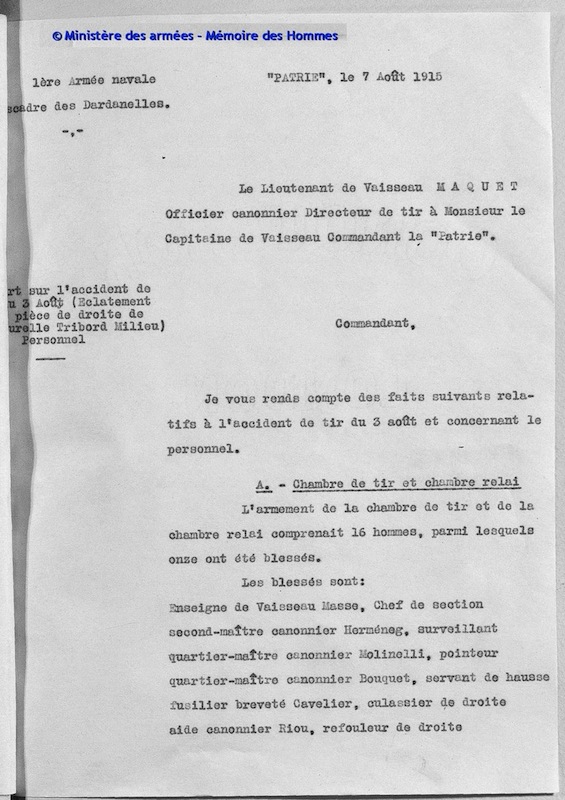 © Ministère des armées - Mémoire des Hommes
1ère Armée navale
"PATRIE", le 7 Août 1915
scadre des Dardanelles.
-,-
Le Lieutenant de Vaisseau M A Q U E T
Officier canonnier Directeur de tir à Monsieur le
Capitaine de Vaisseau Commandant la "Patrie".
rt sur l'accident de
u 3 Août (Eclatement
pièce de droite de
urelle Tribord Milieu)
Personnel
Commandant,
Je vous rends compte des faits suivants rela-
tifs à l'accident de tir du 3 août et concernant le
personnel.
A. - Chambre de tir et chambre relai
L'armement de la chambre de tir et de la
chambre relai comprenait 16 hommes, parmi lesquels
onze ont été blessés.
Les blessés sont:
Enseigne de Vaisseau Masse, Chef de section
second-maître canonnier Herméneg, surveillant
quartier-maître canonnier Molinelli, pointeur
quartier-maître canonnier Bouquet, servant de hausse
fusilier breveté Cavelier, culassier de droite
aide canonnier Riou, refouleur de droite